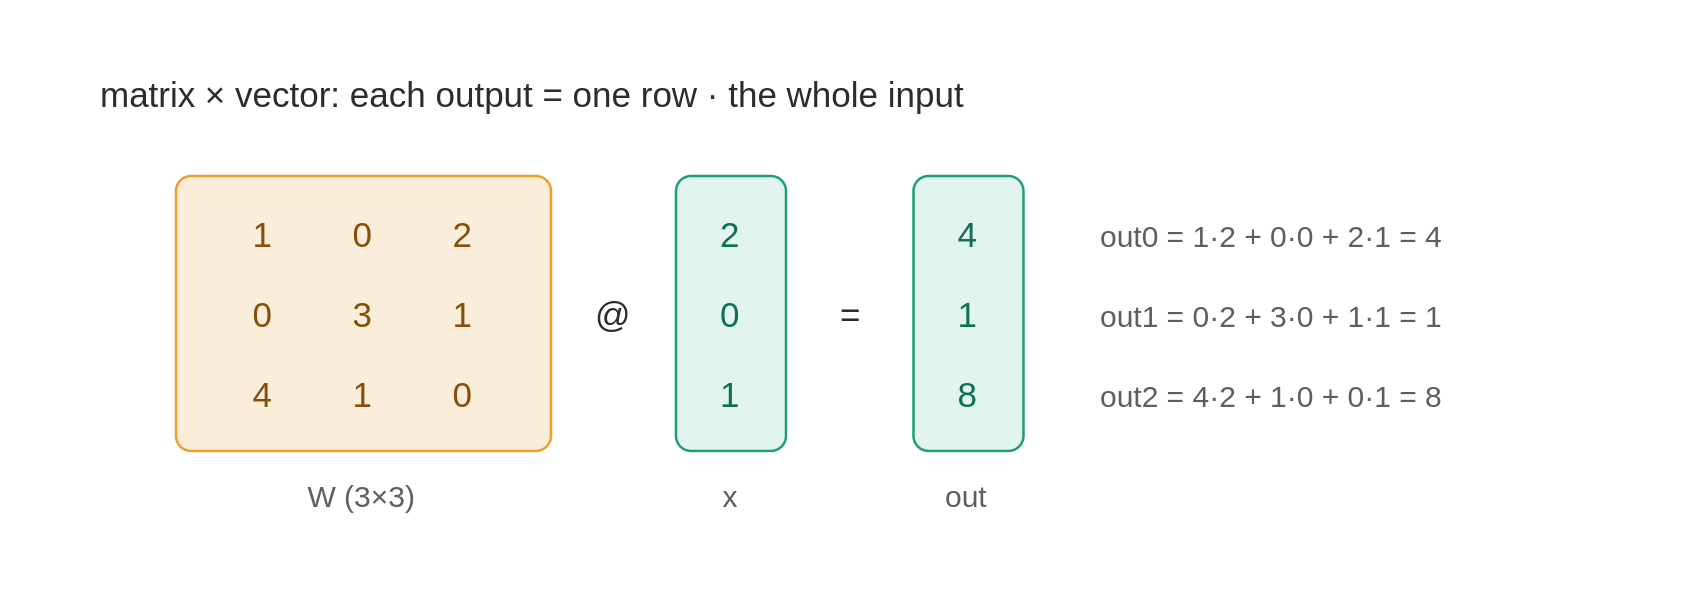 matrix × vector: each output = one row · the whole input
1 0 2
0 3 1
4 1 0
@
2
0
1
=
4
1
8
out0 = 1·2 + 0·0 + 2·1 = 4
out1 = 0·2 + 3·0 + 1·1 = 1
out2 = 4·2 + 1·0 + 0·1 = 8
W (3×3)
x
out